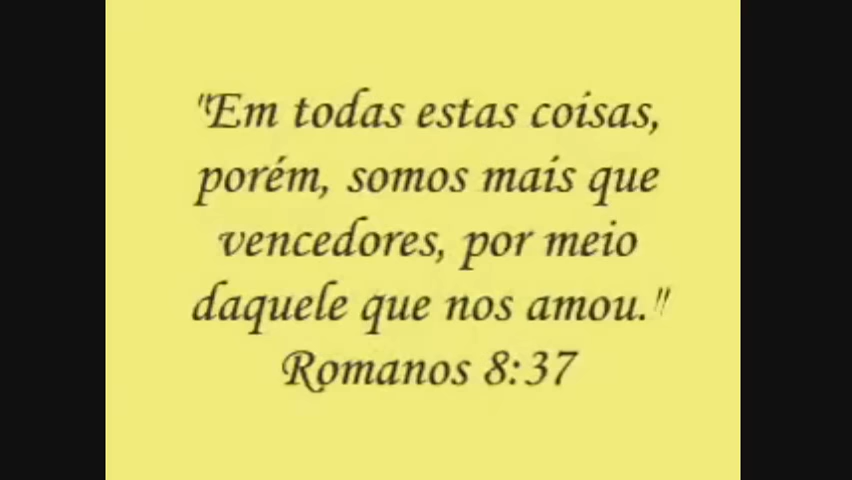 "Em todas estas coisas,
porém, somos mais que
vencedores, por meio
daquele que nos amou."
Romanos 8:37